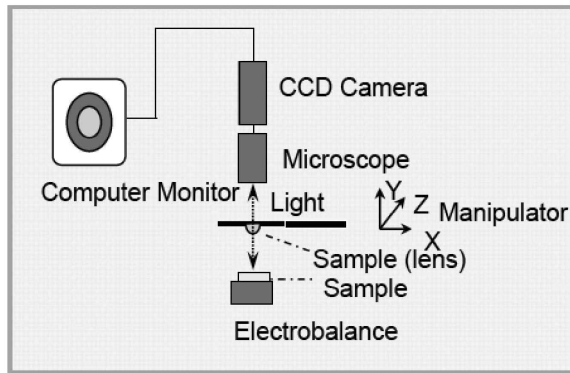 CCD Camera
Microscope
Computer Monitor
Light
Y
Z
Manipulator
X
Sample (lens)
Sample
Electrobalance